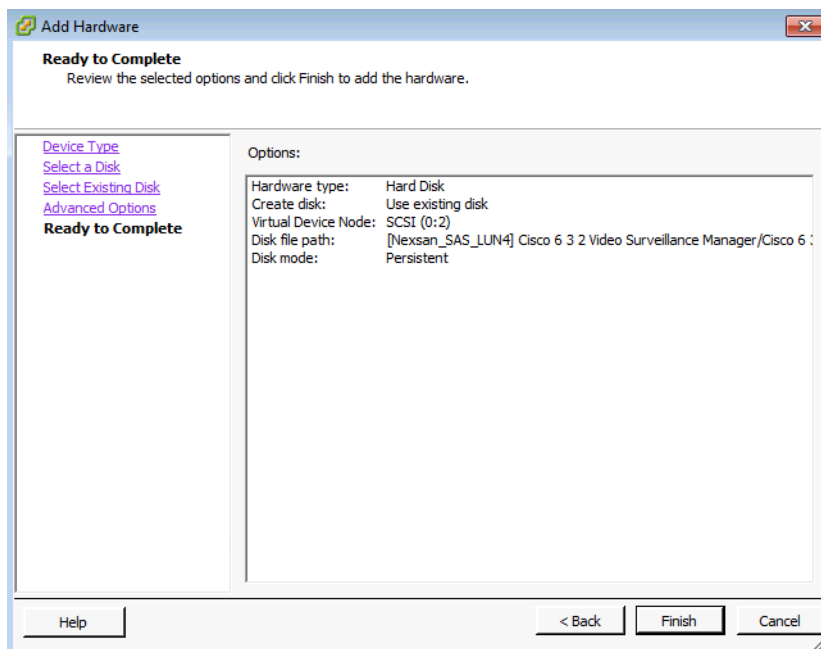 Add Hardware
Ready to Complete
Review the selected options and click Finish to add the hardware.
Device Type
Select a Disk
Select Existing Disk
Advanced Options
Ready to Complete
Options:
Hardware type: Hard Disk
Create disk: Use existing disk
Virtual Device Node: SCSI (0:2)
Disk file path: [Nexsan_SAS_LUN4] Cisco 6 3 2 Video Surveillance Manager/Cisco 6
Disk mode: Persistent
Help
< Back
Finish
Cancel